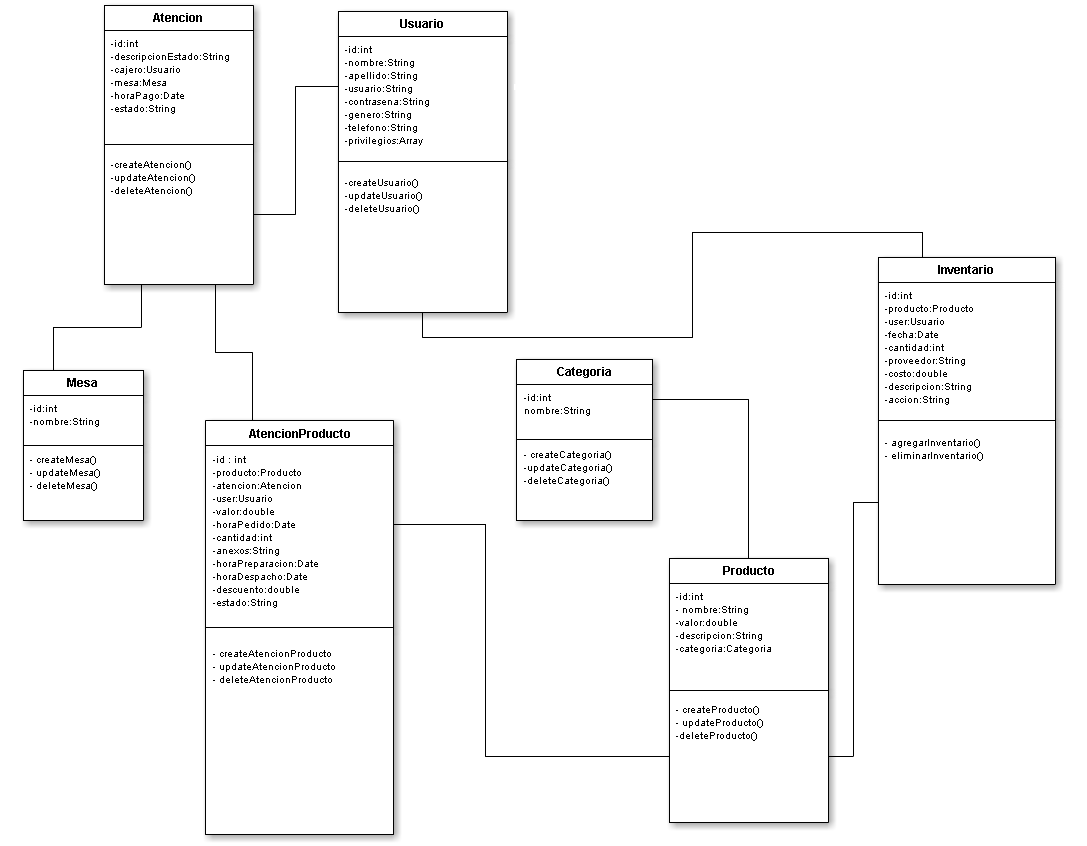 Atencion
-id:int
-descripcionEstado:String
-cajero:Usuario
-mesa:Mesa
-horaPago:Date
-estado:String
-createAtencion()
-updateAtencion()
-deleteAtencion()
Usuario
-id:int
-nombre:String
-apellido:String
-usuario:String
-contrasena:String
-genero:String
-telefono:String
-privilegios:Array
-createUsuario()
-updateUsuario()
-deleteUsuario()
Inventario
-id:int
-producto:Producto
-user:Usuario
-fecha:Date
-cantidad:int
-proveedor:String
-costo:double
-descripcion:String
-accion:String
- agregarInventario()
- eliminarInventario()
Mesa
-id:int
-nombre:String
- createMesa()
- updateMesa()
- deleteMesa()
AtencionProducto
-id : int
-producto:Producto
-atencion:Atencion
-user:Usuario
-valor:double
-horaPedido:Date
-cantidad:int
-anexos:String
-horaPreparacion:Date
-horaDespacho:Date
-descuento:double
-estado:String
- createAtencionProducto
- updateAtencionProducto
- deleteAtencionProducto
Categoria
-id:int
nombre:String
- createCategoria()
-updateCategoria()
-deleteCategoria()
Producto
-id:int
- nombre:String
-valor:double
-descripcion:String
-categoria:Categoria
- createProducto()
- updateProducto()
-deleteProducto()